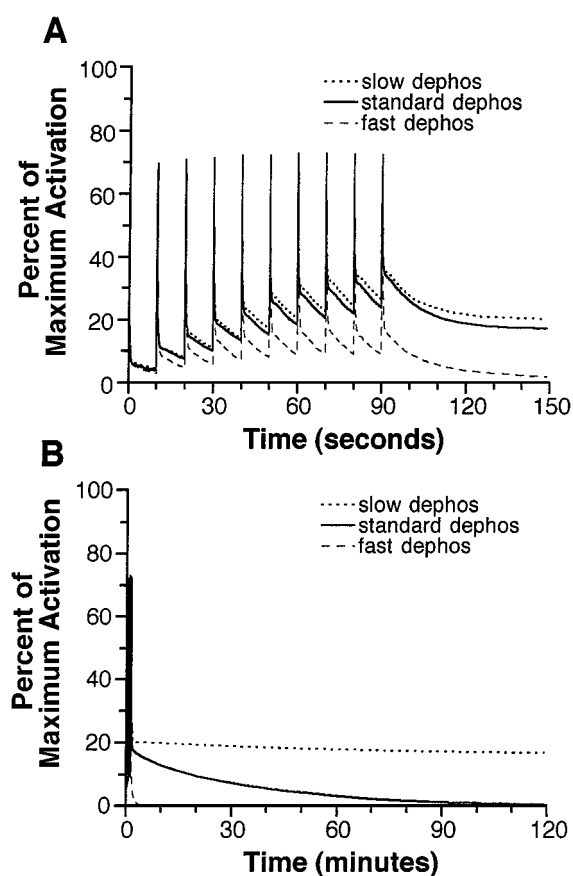 A
100
80
60
40
20
0
Percent of
Maximum Activation
slow dephos
standard dephos
fast dephos
0 30 60 90 120 150
Time (seconds)
B
100
80
60
40
20
0
Percent of
Maximum Activation
slow dephos
standard dephos
fast dephos
0 30 60 90 120
Time (minutes)